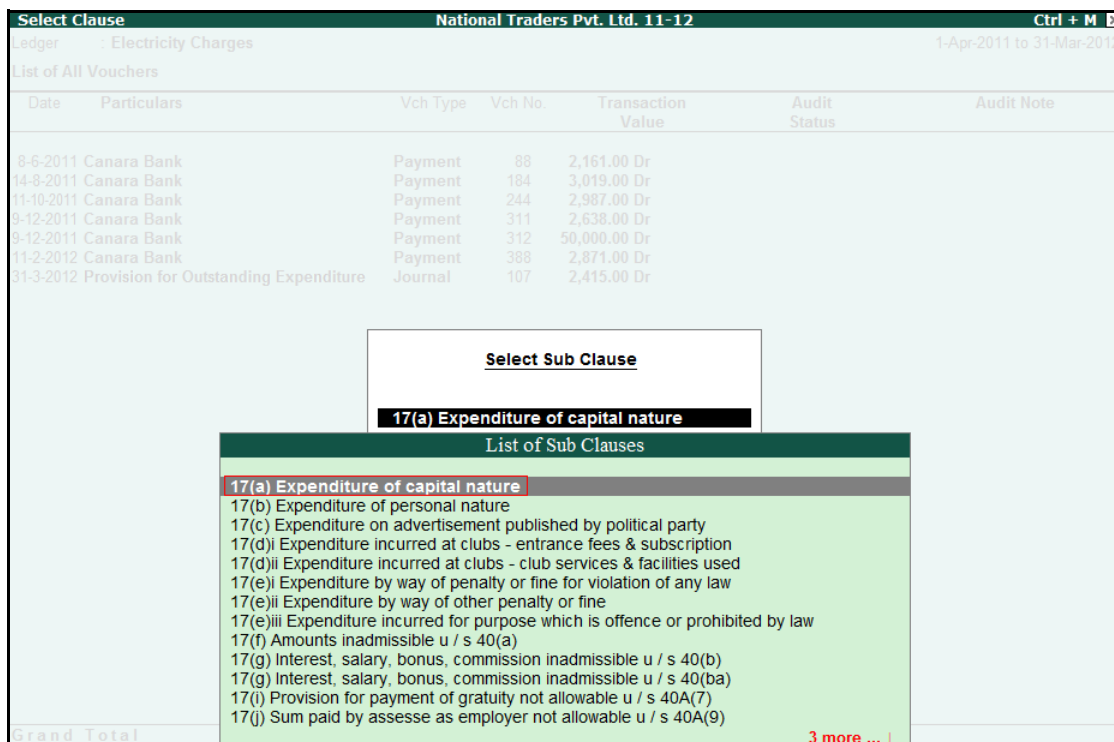 Select Clause National Traders Pvt. Ltd. 11-12 Ctrl + M
Ledger : Electricity Charges 1-Apr-2011 to 31-Mar-2012
List of All Vouchers
Date Particulars Vch Type Vch No. Transaction Audit Audit Note
Value Status
8-6-2011 Canara Bank Payment 88 2,161.00 Dr
14-8-2011 Canara Bank Payment 184 3,019.00 Dr
11-10-2011 Canara Bank Payment 244 2,987.00 Dr
9-12-2011 Canara Bank Payment 311 2,638.00 Dr
9-12-2011 Canara Bank Payment 312 50,000.00 Dr
11-2-2012 Canara Bank Payment 388 2,871.00 Dr
31-3-2012 Provision for Outstanding Expenditure Journal 107 2,415.00 Dr
Select Sub Clause
17(a) Expenditure of capital nature
List of Sub Clauses
17(a) Expenditure of capital nature
17(b) Expenditure of personal nature
17(c) Expenditure on advertisement published by political party
17(d)i Expenditure incurred at clubs - entrance fees & subscription
17(d)ii Expenditure incurred at clubs - club services & facilities used
17(e)i Expenditure by way of penalty or fine for violation of any law
17(e)ii Expenditure by way of other penalty or fine
17(e)iii Expenditure incurred for purpose which is offence or prohibited by law
17(f) Amounts inadmissible u / s 40(a)
17(g) Interest, salary, bonus, commission inadmissible u / s 40(b)
17(g) Interest, salary, bonus, commission inadmissible u / s 40(ba)
17(i) Provision for payment of gratuity not allowable u / s 40A(7)
17(j) Sum paid by assesse as employer not allowable u / s 40A(9)
Grand Total 3 more ... ↓